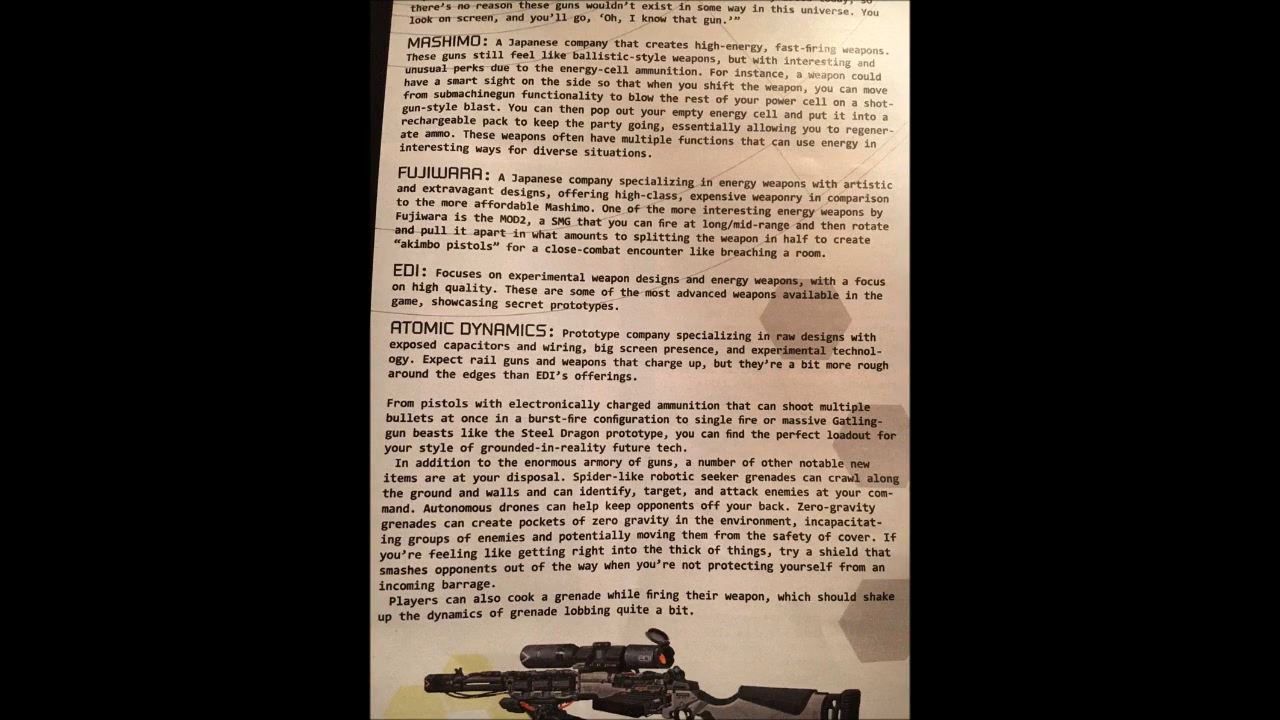 there's no reason these guns wouldn't exist in some way in this universe. You
look on screen, and you'll go, 'Oh, I know that gun.'"
MASHIMO: A Japanese company that creates high-energy, fast-firing weapons.
These guns still feel like ballistic-style weapons, but with interesting and
unusual perks due to the energy-cell ammunition. For instance, a weapon could
have a smart sight on the side so that when you shift the weapon, you can move
from submachinegun functionality to blow the rest of your power cell on a shot-
gun-style blast. You can then pop out your empty energy cell and put it into a
rechargeable pack to keep the party going, essentially allowing you to regener-
ate ammo. These weapons often have multiple functions that can use energy in
interesting ways for diverse situations.
FUJIWARA: A Japanese company specializing in energy weapons with artistic
and extravagant designs, offering high-class, expensive weaponry in comparison
to the more affordable Mashimo. One of the more interesting energy weapons by
Fujiwara is the MOD2, a SMG that you can fire at long/mid-range and then rotate
and pull it apart in what amounts to splitting the weapon in half to create
"akimbo pistols" for a close-combat encounter like breaching a room.
EDI: Focuses on experimental weapon designs and energy weapons, with a focus
on high quality. These are some of the most advanced weapons available in the
game, showcasing secret prototypes.
ATOMIC DYNAMICS: Prototype company specializing in raw designs with
exposed capacitors and wiring, big screen presence, and experimental technol-
ogy. Expect rail guns and weapons that charge up, but they're a bit more rough
around the edges than EDI's offerings.
From pistols with electronically charged ammunition that can shoot multiple
bullets at once in a burst-fire configuration to single fire or massive Gatling-
gun beasts like the Steel Dragon prototype, you can find the perfect loadout for
your style of grounded-in-reality future tech.
In addition to the enormous armory of guns, a number of other notable new
items are at your disposal. Spider-like robotic seeker grenades can crawl along
the ground and walls and can identify, target, and attack enemies at your com-
mand. Autonomous drones can help keep opponents off your back. Zero-gravity
grenades can create pockets of zero gravity in the environment, incapacitat-
ing groups of enemies and potentially moving them from the safety of cover. If
you're feeling like getting right into the thick of things, try a shield that
smashes opponents out of the way when you're not protecting yourself from an
incoming barrage.
Players can also cook a grenade while firing their weapon, which should shake
up the dynamics of grenade lobbing quite a bit.
EDI